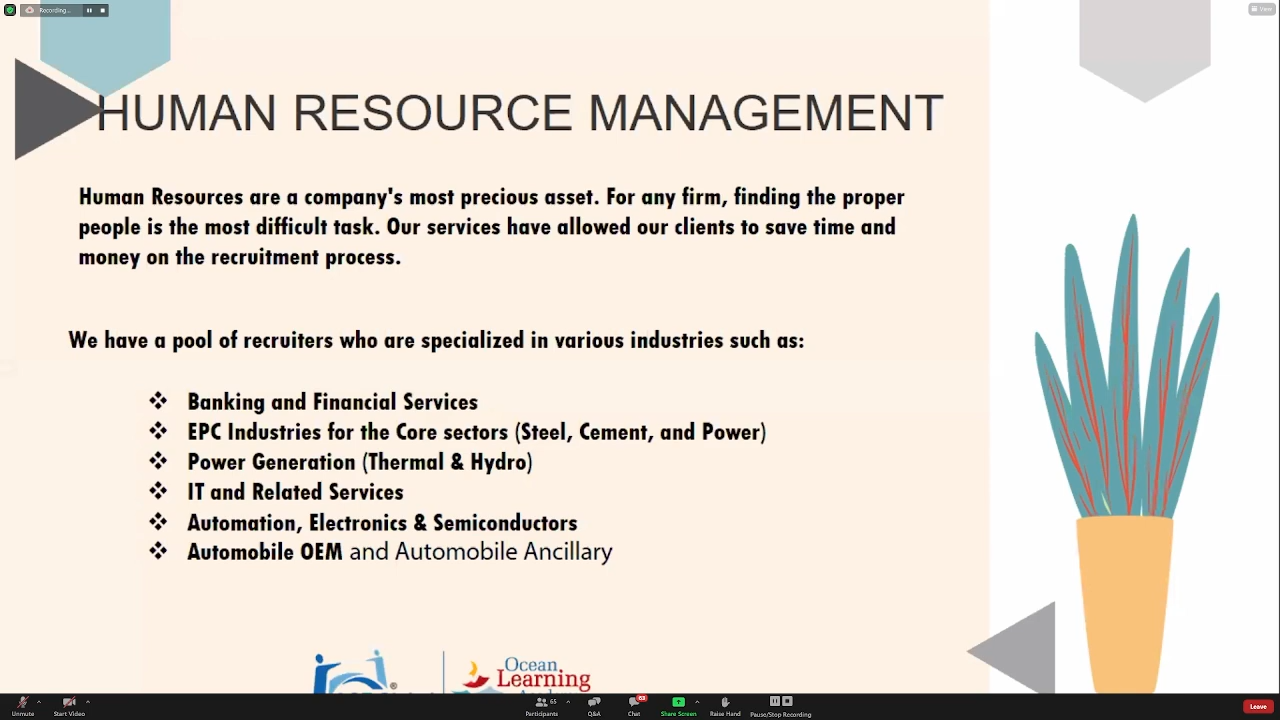 Recording...
View
HUMAN RESOURCE MANAGEMENT
Human Resources are a company's most precious asset. For any firm, finding the proper
people is the most difficult task. Our services have allowed our clients to save time and
money on the recruitment process.
We have a pool of recruiters who are specialized in various industries such as:
❖ Banking and Financial Services
❖ EPC Industries for the Core sectors (Steel, Cement, and Power)
❖ Power Generation (Thermal & Hydro)
❖ IT and Related Services
❖ Automation, Electronics & Semiconductors
❖ Automobile OEM and Automobile Ancillary
®
Ocean
Learning
Unmute
Start Video
Participants
65
Q&A
Chat
Share Screen
Raise Hand
Pause/Stop Recording
Leave